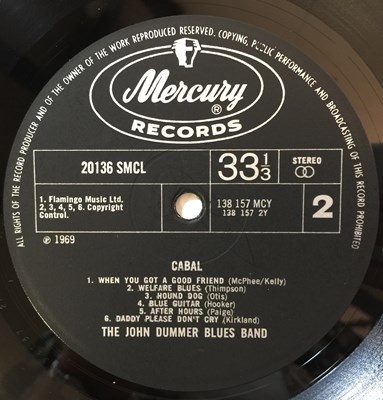 ALL RIGHTS OF THE RECORD PRODUCER AND OF THE OWNER OF THE WORK REPRODUCED RESERVED. COPYING, PUBLIC PERFORMANCE AND BROADCASTING OF THIS RECORD PROHIBITED
Mercury ®
RECORDS
20136 SMCL
33 1/3
STEREO
1. Flamingo Music Ltd.
2, 3, 4, 5, 6. Copyright
Control.
138 157 MCY
138 157 2Y
2
℗ 1969
CABAL
1. WHEN YOU GOT A GOOD FRIEND (McPhee/Kelly)
2. WELFARE BLUES (Thimpson)
3. HOUND DOG (Otis)
4. BLUE GUITAR (Hooker)
5. AFTER HOURS (Paige)
6. DADDY PLEASE DON'T CRY (Kirkland)
THE JOHN DUMMER BLUES BAND